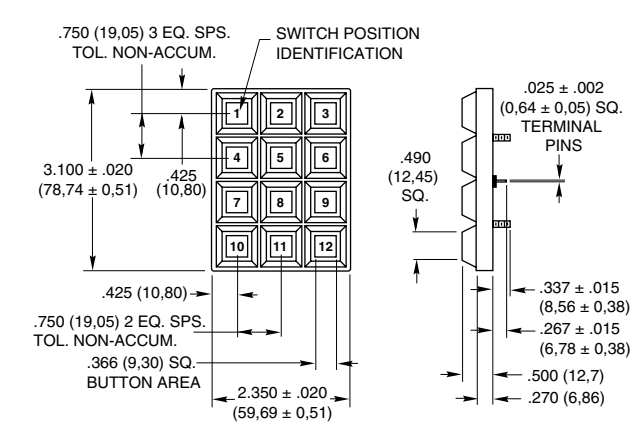 .750 (19,05) 3 EQ. SPS.
TOL. NON-ACCUM.
SWITCH POSITION
IDENTIFICATION
1 2 3
4 5 6
7 8 9
10 11 12
3.100 ± .020
(78,74 ± 0,51)
.425
(10,80)
.425 (10,80)
.750 (19,05) 2 EQ. SPS.
TOL. NON-ACCUM.
.366 (9,30) SQ.
BUTTON AREA
2.350 ± .020
(59,69 ± 0,51)
.025 ± .002
(0,64 ± 0,05) SQ.
TERMINAL
PINS
.490
(12,45)
SQ.
.337 ± .015
(8,56 ± 0,38)
.267 ± .015
(6,78 ± 0,38)
.500 (12,7)
.270 (6,86)